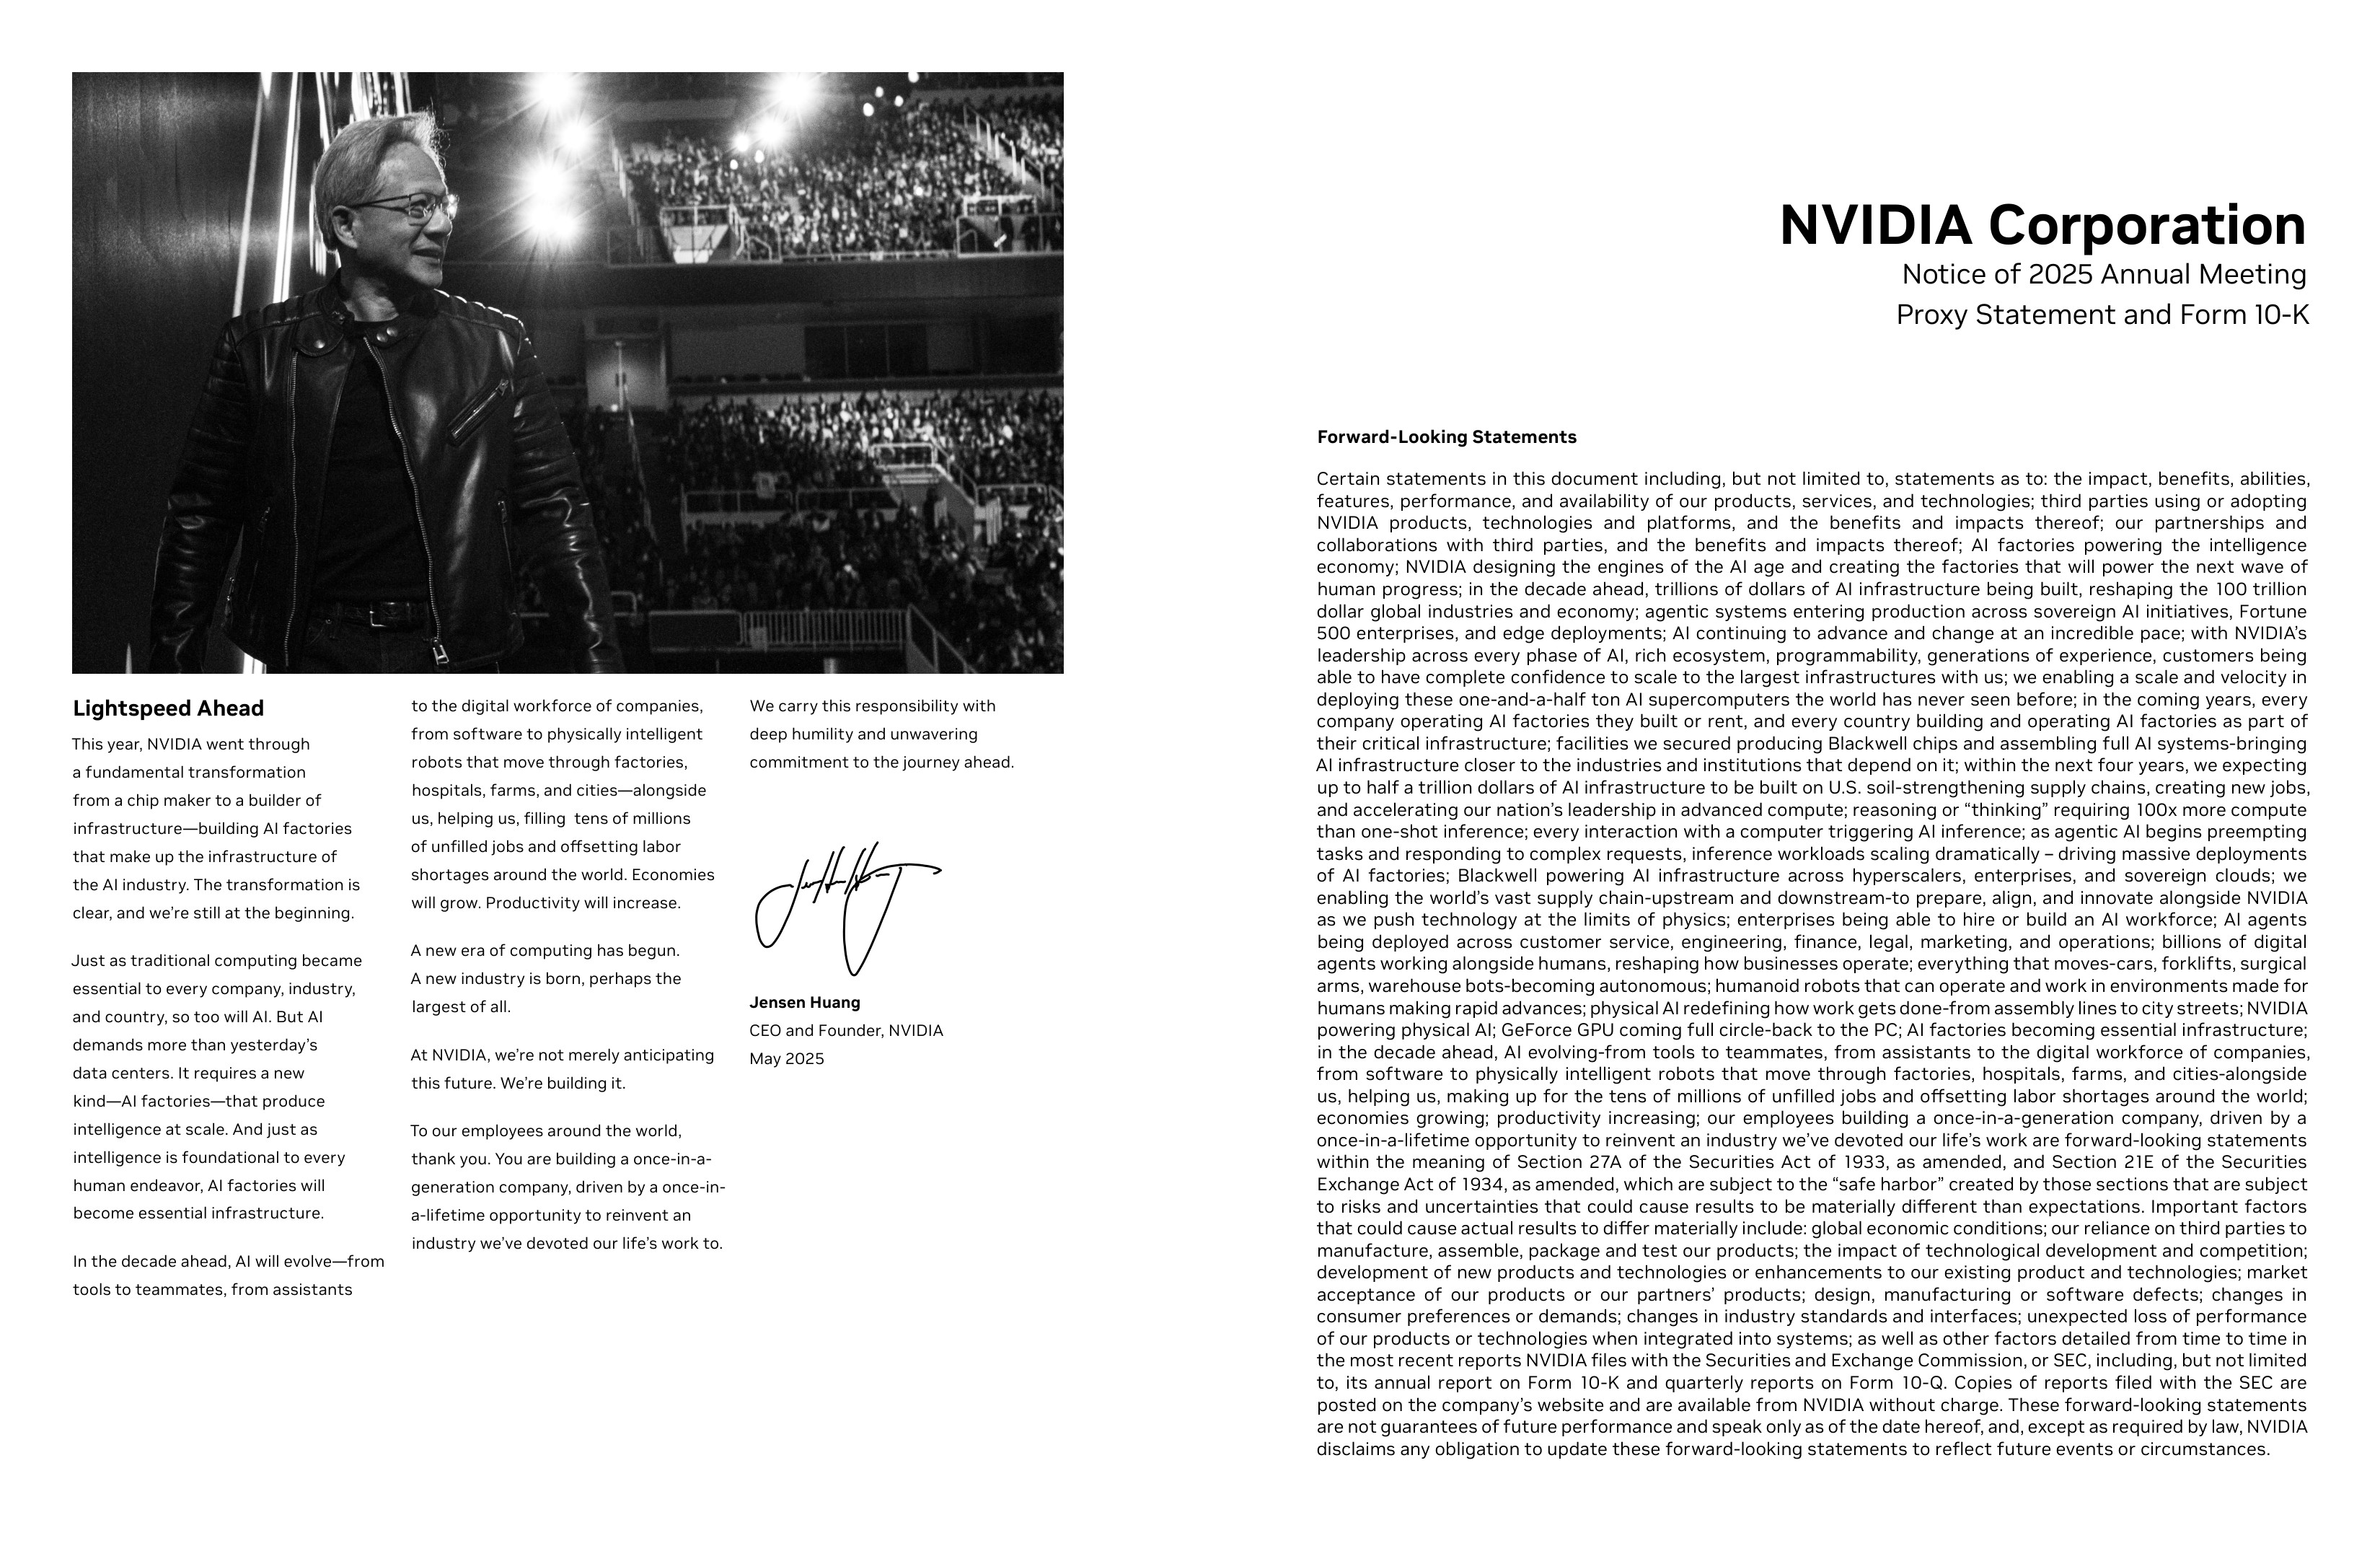 Lightspeed Ahead
This year, NVIDIA went through
a fundamental transformation
from a chip maker to a builder of
infrastructure—building AI factories
that make up the infrastructure of
the AI industry. The transformation is
clear, and we’re still at the beginning.
Just as traditional computing became
essential to every company, industry,
and country, so too will AI. But AI
demands more than yesterday’s
data centers. It requires a new
kind—AI factories—that produce
intelligence at scale. And just as
intelligence is foundational to every
human endeavor, AI factories will
become essential infrastructure.
In the decade ahead, AI will evolve—from
tools to teammates, from assistants
to the digital workforce of companies,
from software to physically intelligent
robots that move through factories,
hospitals, farms, and cities—alongside
us, helping us, filling  tens of millions
of unfilled jobs and offsetting labor
shortages around the world. Economies
will grow. Productivity will increase.
A new era of computing has begun.
A new industry is born, perhaps the
largest of all.
At NVIDIA, we’re not merely anticipating
this future. We’re building it.
To our employees around the world,
thank you. You are building a once-in-a-
generation company, driven by a once-in-
a-lifetime opportunity to reinvent an
industry we’ve devoted our life’s work to.
We carry this responsibility with
deep humility and unwavering
commitment to the journey ahead.
Jensen Huang
CEO and Founder, NVIDIA
May 2025
NVIDIA Corporation
Notice of 2025 Annual Meeting
Proxy Statement and Form 10-K
Forward-Looking Statements
Certain statements in this document including, but not limited to, statements as to: the impact, benefits, abilities,
features, performance, and availability of our products, services, and technologies; third parties using or adopting
NVIDIA products, technologies and platforms, and the benefits and impacts thereof; our partnerships and
collaborations with third parties, and the benefits and impacts thereof; AI factories powering the intelligence
economy; NVIDIA designing the engines of the AI age and creating the factories that will power the next wave of
human progress; in the decade ahead, trillions of dollars of AI infrastructure being built, reshaping the 100 trillion
dollar global industries and economy; agentic systems entering production across sovereign AI initiatives, Fortune
500 enterprises, and edge deployments; AI continuing to advance and change at an incredible pace; with NVIDIA’s
leadership across every phase of AI, rich ecosystem, programmability, generations of experience, customers being
able to have complete confidence to scale to the largest infrastructures with us; we enabling a scale and velocity in
deploying these one-and-a-half ton AI supercomputers the world has never seen before; in the coming years, every
company operating AI factories they built or rent, and every country building and operating AI factories as part of
their critical infrastructure; facilities we secured producing Blackwell chips and assembling full AI systems-bringing
AI infrastructure closer to the industries and institutions that depend on it; within the next four years, we expecting
up to half a trillion dollars of AI infrastructure to be built on U.S. soil-strengthening supply chains, creating new jobs,
and accelerating our nation’s leadership in advanced compute; reasoning or “thinking” requiring 100x more compute
than one-shot inference; every interaction with a computer triggering AI inference; as agentic AI begins preempting
tasks and responding to complex requests, inference workloads scaling dramatically – driving massive deployments
of AI factories; Blackwell powering AI infrastructure across hyperscalers, enterprises, and sovereign clouds; we
enabling the world’s vast supply chain-upstream and downstream-to prepare, align, and innovate alongside NVIDIA
as we push technology at the limits of physics; enterprises being able to hire or build an AI workforce; AI agents
being deployed across customer service, engineering, finance, legal, marketing, and operations; billions of digital
agents working alongside humans, reshaping how businesses operate; everything that moves-cars, forklifts, surgical
arms, warehouse bots-becoming autonomous; humanoid robots that can operate and work in environments made for
humans making rapid advances; physical AI redefining how work gets done-from assembly lines to city streets; NVIDIA
powering physical AI; GeForce GPU coming full circle-back to the PC; AI factories becoming essential infrastructure;
in the decade ahead, AI evolving-from tools to teammates, from assistants to the digital workforce of companies,
from software to physically intelligent robots that move through factories, hospitals, farms, and cities-alongside
us, helping us, making up for the tens of millions of unfilled jobs and offsetting labor shortages around the world;
economies growing; productivity increasing; our employees building a once-in-a-generation company, driven by a
once-in-a-lifetime opportunity to reinvent an industry we’ve devoted our life’s work are forward-looking statements
within the meaning of Section 27A of the Securities Act of 1933, as amended, and Section 21E of the Securities
Exchange Act of 1934, as amended, which are subject to the “safe harbor” created by those sections that are subject
to risks and uncertainties that could cause results to be materially different than expectations. Important factors
that could cause actual results to differ materially include: global economic conditions; our reliance on third parties to
manufacture, assemble, package and test our products; the impact of technological development and competition;
development of new products and technologies or enhancements to our existing product and technologies; market
acceptance of our products or our partners’ products; design, manufacturing or software defects; changes in
consumer preferences or demands; changes in industry standards and interfaces; unexpected loss of performance
of our products or technologies when integrated into systems; as well as other factors detailed from time to time in
the most recent reports NVIDIA files with the Securities and Exchange Commission, or SEC, including, but not limited
to, its annual report on Form 10-K and quarterly reports on Form 10-Q. Copies of reports filed with the SEC are
posted on the company’s website and are available from NVIDIA without charge. These forward-looking statements
are not guarantees of future performance and speak only as of the date hereof, and, except as required by law, NVIDIA
disclaims any obligation to update these forward-looking statements to reflect future events or circumstances.